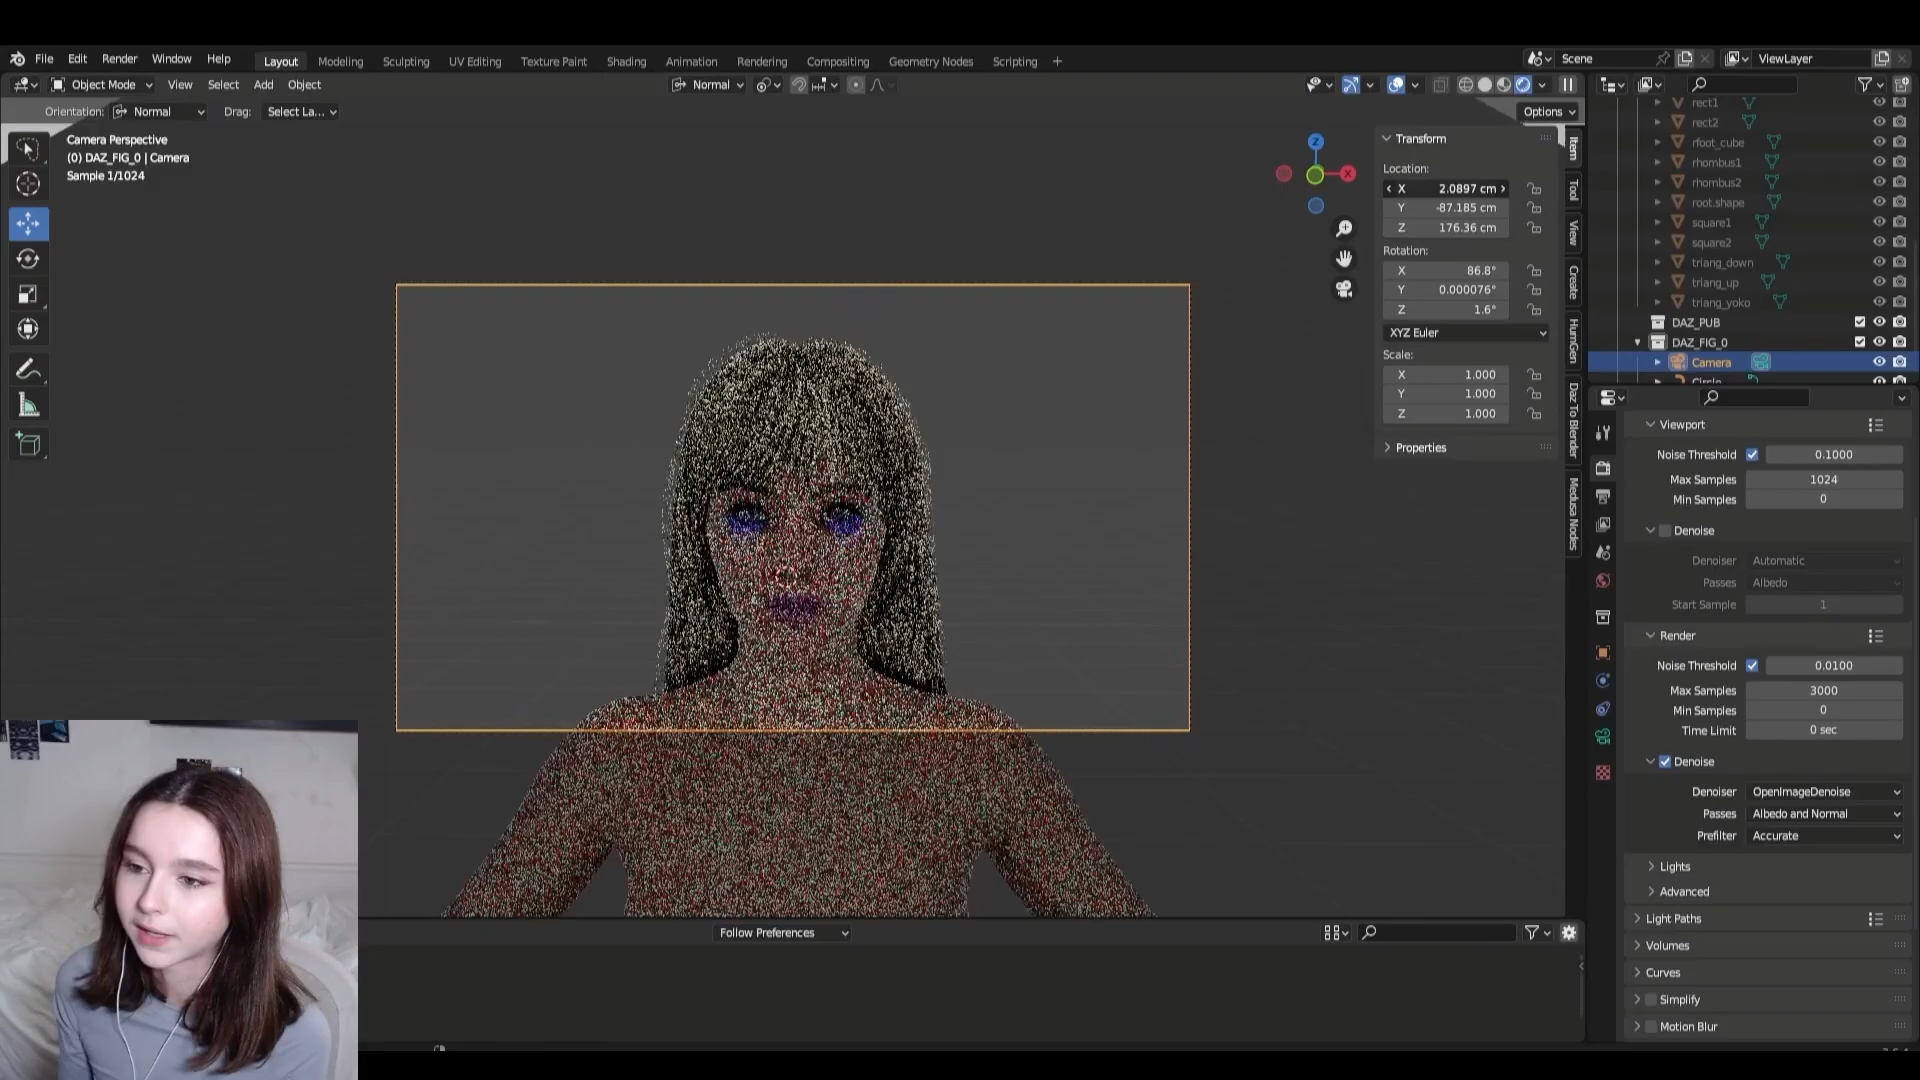 File Edit Render Window Help Layout Modeling Sculpting UV Editing Texture Paint Shading Animation Rendering Compositing Geometry Nodes Scripting + Scene ViewLayer
Object Mode View Select Add Object Normal
Orientation: Normal Drag: Select La... Options
Camera Perspective
(0) DAZ_FIG_0 | Camera
Sample 1/1024
Z
X
Transform
Location:
X 2.0897 cm
Y -87.185 cm
Z 176.36 cm
Rotation:
X 86.8°
Y 0.000076°
Z 1.6°
XYZ Euler
Scale:
X 1.000
Y 1.000
Z 1.000
Properties
Item
Tool
View
Create
HumGen
Daz To Blender
Medusa Nodes
rect1
rect2
rfoot_cube
rhombus1
rhombus2
root.shape
square1
square2
triang_down
triang_up
triang_yoko
DAZ_PUB
DAZ_FIG_0
Camera
Circle
Viewport
Noise Threshold 0.1000
Max Samples 1024
Min Samples 0
Denoise
Denoiser Automatic
Passes Albedo
Start Sample 1
Render
Noise Threshold 0.0100
Max Samples 3000
Min Samples 0
Time Limit 0 sec
Denoise
Denoiser OpenImageDenoise
Passes Albedo and Normal
Prefilter Accurate
Lights
Advanced
Light Paths
Volumes
Curves
Simplify
Motion Blur
Follow Preferences